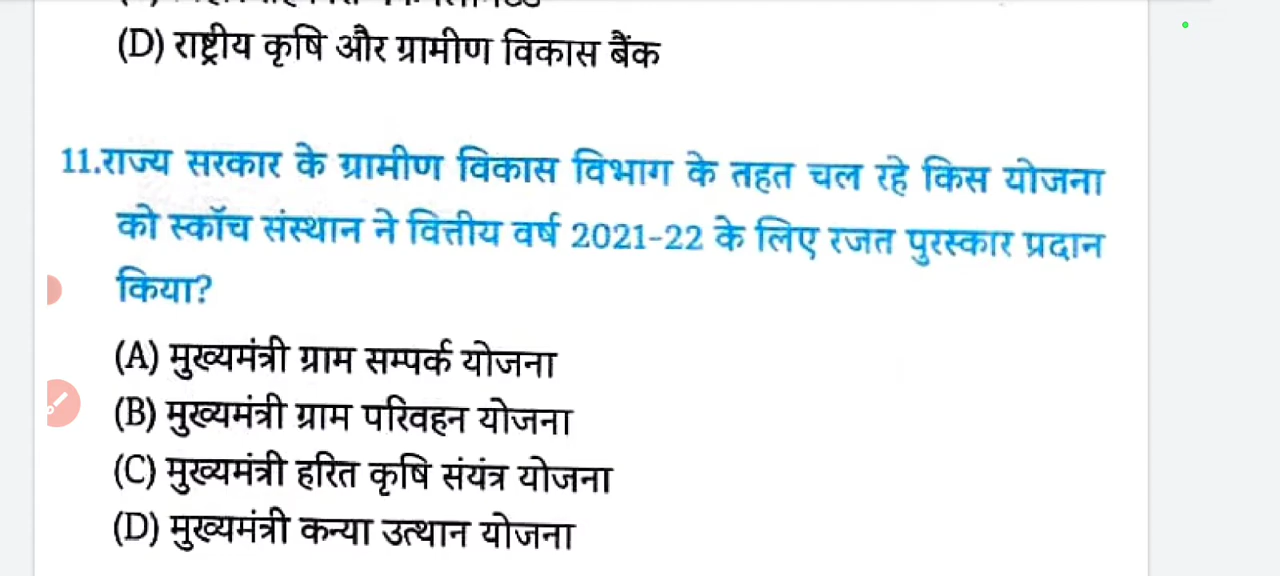 (D) राष्ट्रीय कृषि और ग्रामीण विकास बैंक
11.राज्य सरकार के ग्रामीण विकास विभाग के तहत चल रहे किस योजना
को स्कॉच संस्थान ने वित्तीय वर्ष 2021-22 के लिए रजत पुरस्कार प्रदान
किया?
(A) मुख्यमंत्री ग्राम सम्पर्क योजना
(B) मुख्यमंत्री ग्राम परिवहन योजना
(C) मुख्यमंत्री हरित कृषि संयंत्र योजना
(D) मुख्यमंत्री कन्या उत्थान योजना